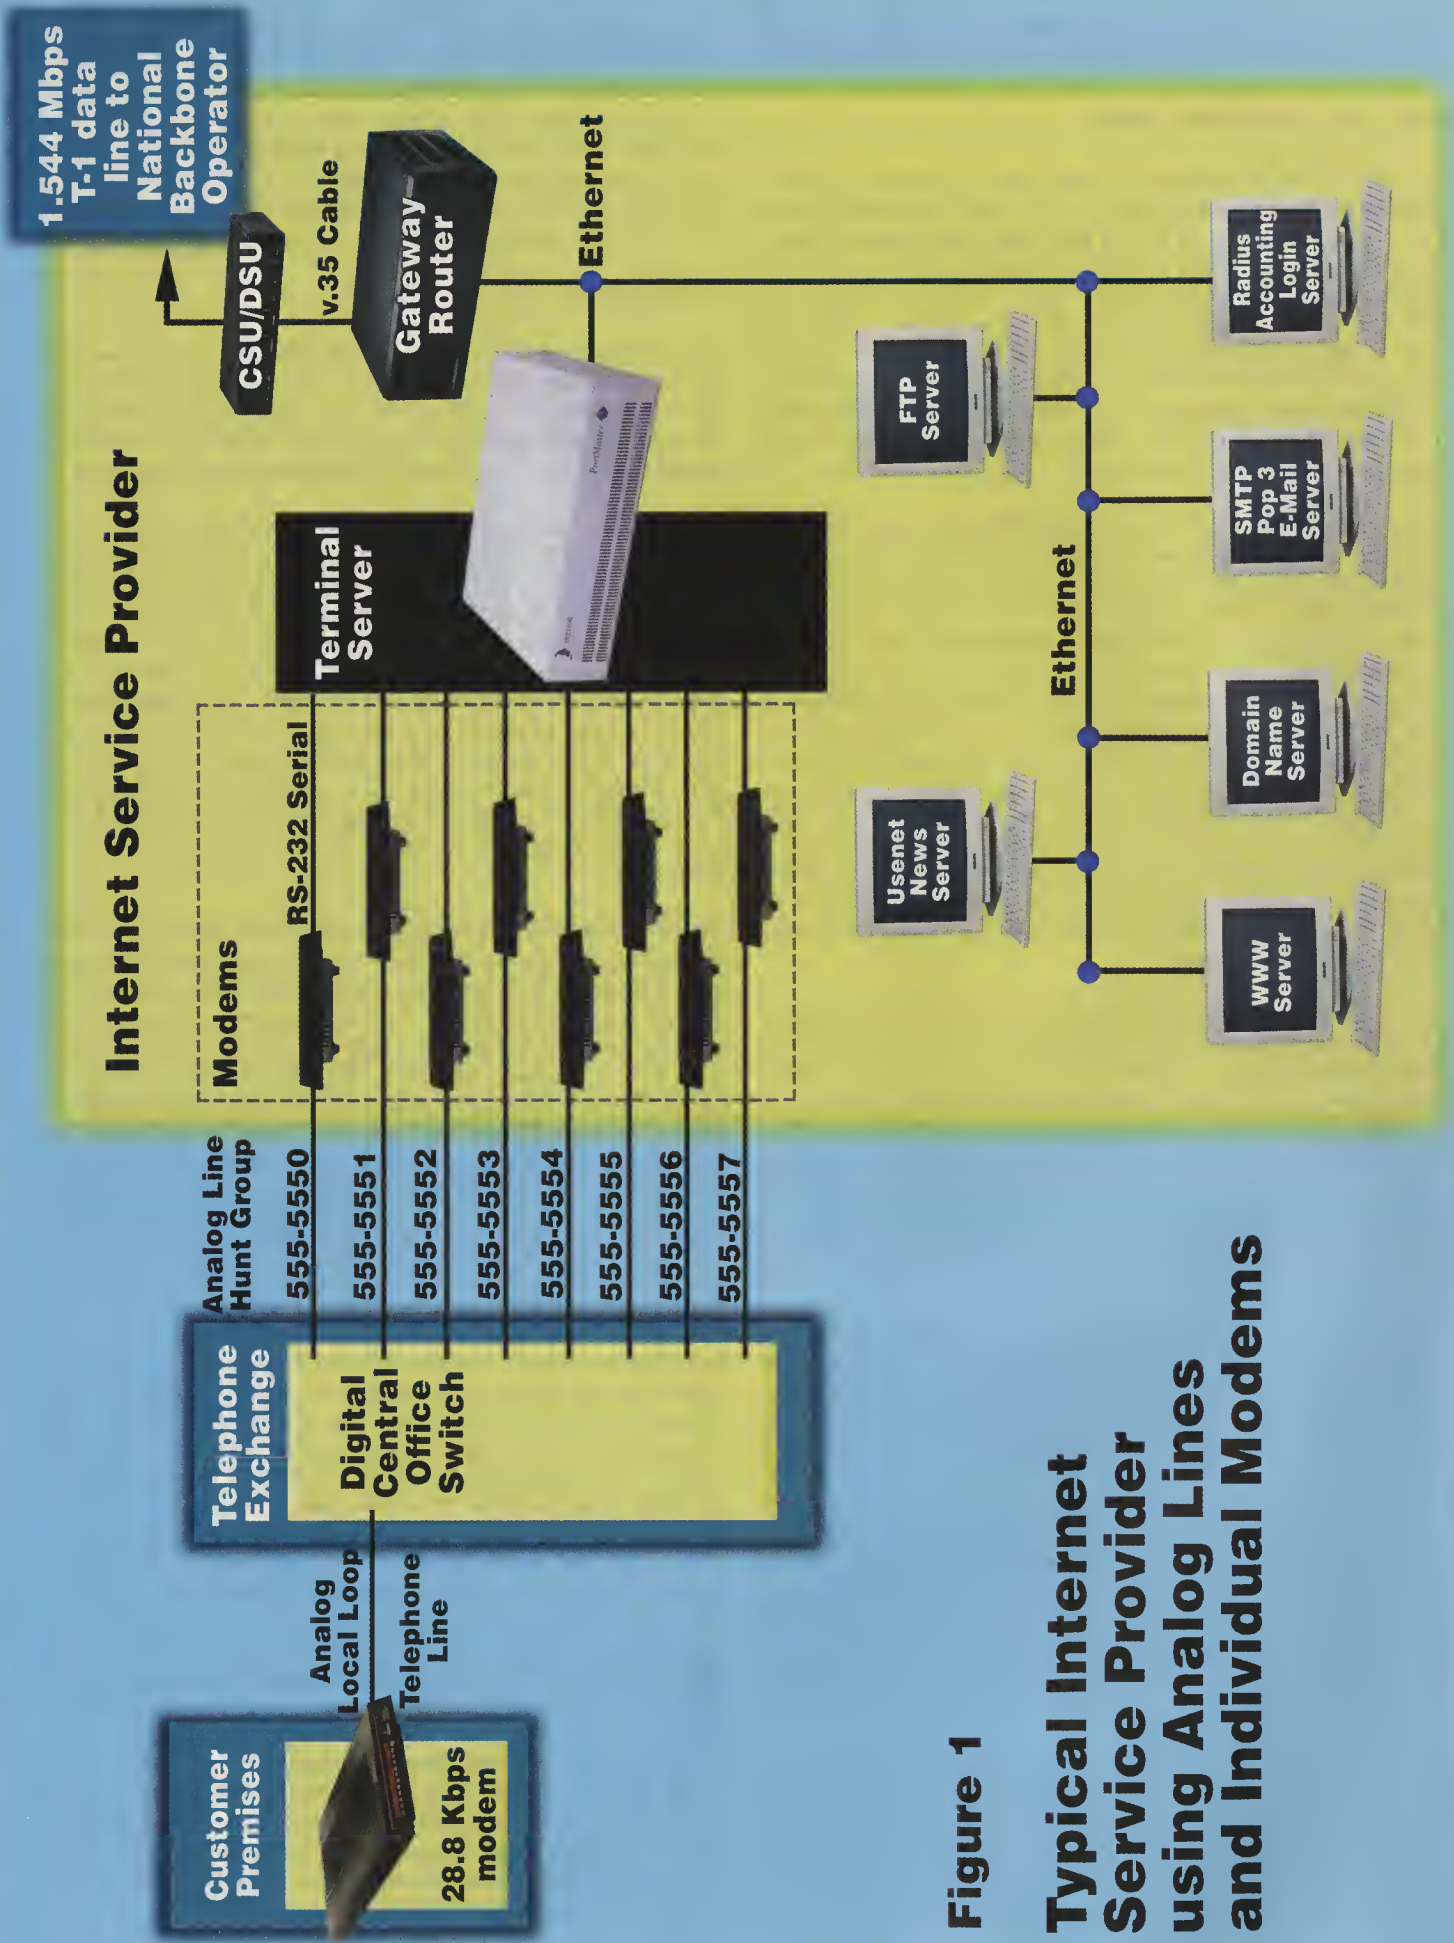 Customer
Premises
28.8 Kbps
modem
Analog
Local Loop
Telephone
Line
Telephone
Exchange
Digital
Central
Office
Switch
Analog Line
Hunt Group
555-5550
555-5551
555-5552
555-5553
555-5554
555-5555
555-5556
555-5557
Internet Service Provider
Modems
RS-232 Serial
Terminal
Server
PortMaster
1.544 Mbps
T-1 data
line to
National
Backbone
Operator
CSU/DSU
v.35 Cable
Gateway
Router
Ethernet
Usenet
News
Server
FTP
Server
Ethernet
WWW
Server
Domain
Name
Server
SMTP
Pop 3
E-Mail
Server
Radius
Accounting
Login
Server
Figure 1
Typical Internet
Service Provider
using Analog Lines
and Individual Modems